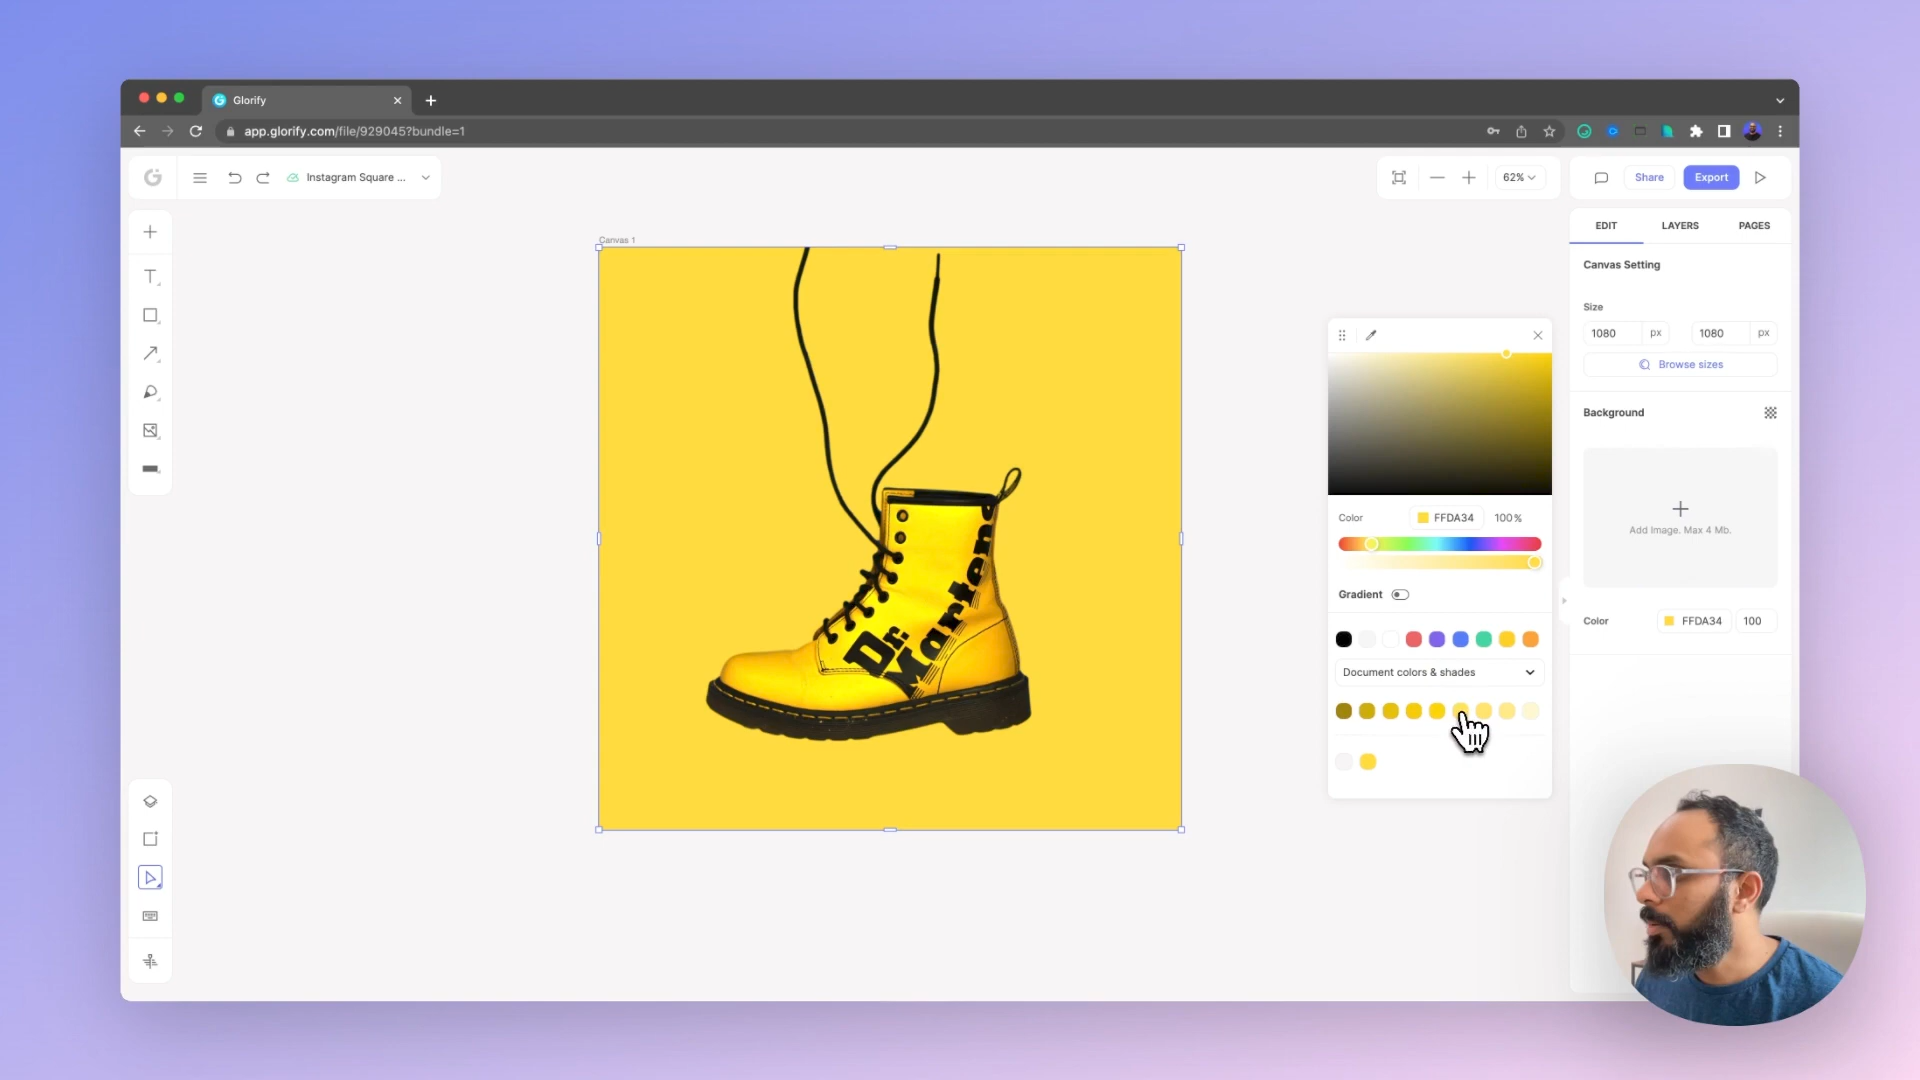 Glorify
app.glorify.com/file/929045?bundle=1
Instagram Square ...
62%
Share
Export
EDIT
LAYERS
PAGES
Canvas 1
Canvas Setting
Size
1080 px
1080 px
Browse sizes
Background
Add Image. Max 4 Mb.
Color
FFDA34
100
Color
FFDA34
100%
Gradient
Document colors & shades
Dr.
Martens